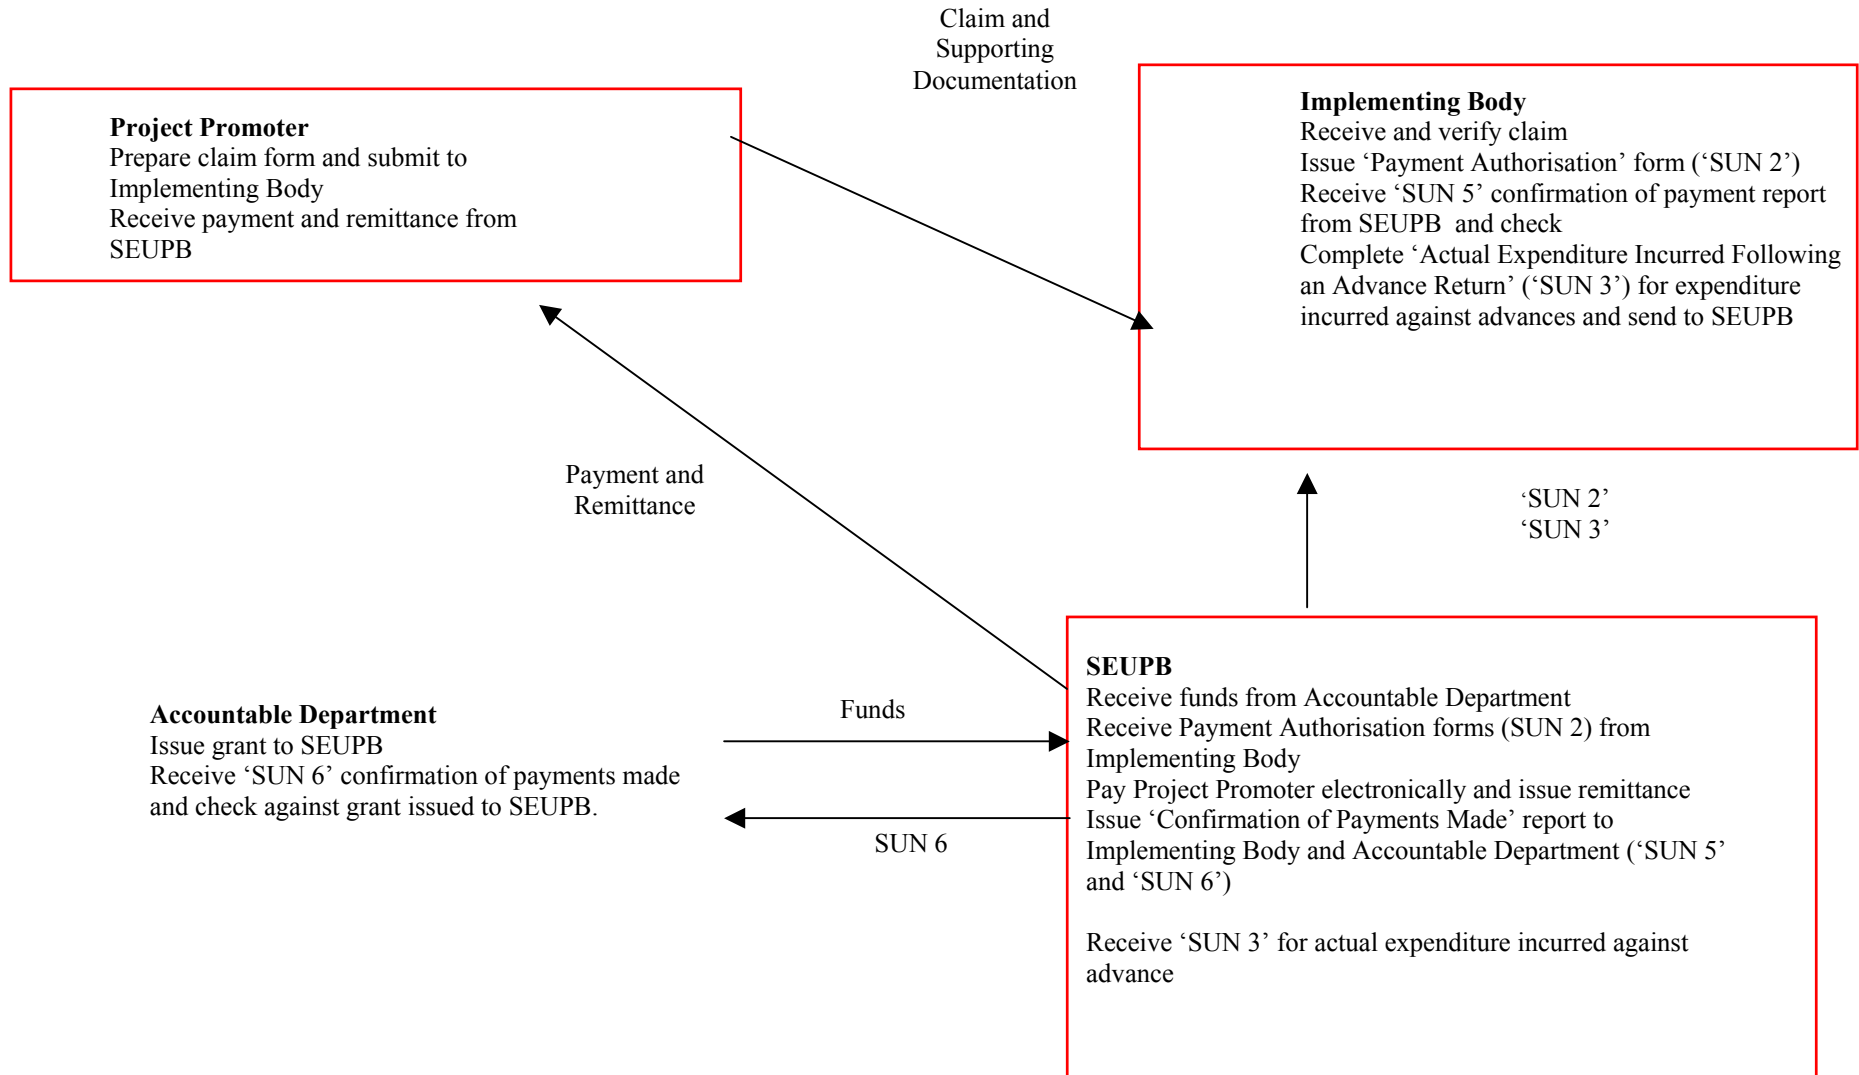 Claim and
Supporting
Documentation
Project Promoter
Prepare claim form and submit to
Implementing Body
Receive payment and remittance from
SEUPB
Implementing Body
Receive and verify claim
Issue ‘Payment Authorisation’ form (‘SUN 2’)
Receive ‘SUN 5’ confirmation of payment report
from SEUPB and check
Complete ‘Actual Expenditure Incurred Following
an Advance Return’ (‘SUN 3’) for expenditure
incurred against advances and send to SEUPB
Payment and
Remittance
‘SUN 2’
‘SUN 3’
Accountable Department
Issue grant to SEUPB
Receive ‘SUN 6’ confirmation of payments made
and check against grant issued to SEUPB.
Funds
SUN 6
SEUPB
Receive funds from Accountable Department
Receive Payment Authorisation forms (SUN 2) from
Implementing Body
Pay Project Promoter electronically and issue remittance
Issue ‘Confirmation of Payments Made’ report to
Implementing Body and Accountable Department (‘SUN 5’
and ‘SUN 6’)
Receive ‘SUN 3’ for actual expenditure incurred against
advance